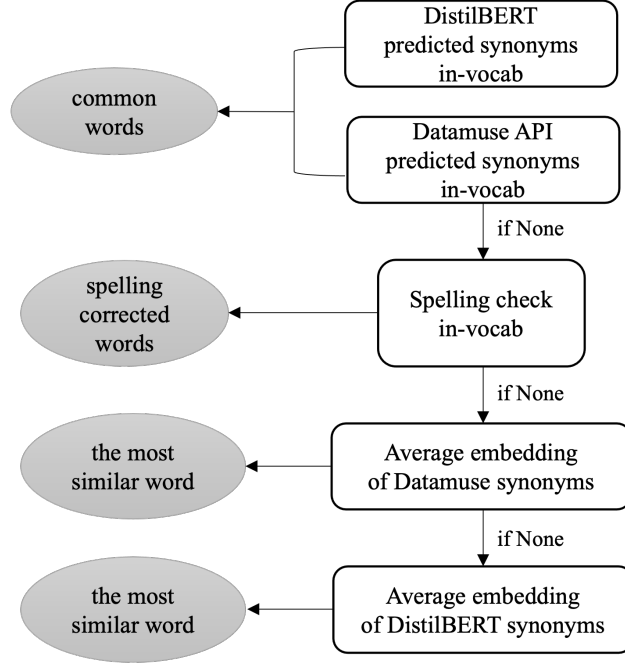 DistilBERT
predicted synonyms
in-vocab
common
words
Datamuse API
predicted synonyms
in-vocab
if None
spelling
corrected
words
Spelling check
in-vocab
if None
the most
similar word
Average embedding
of Datamuse synonyms
if None
the most
similar word
Average embedding
of DistilBERT synonyms